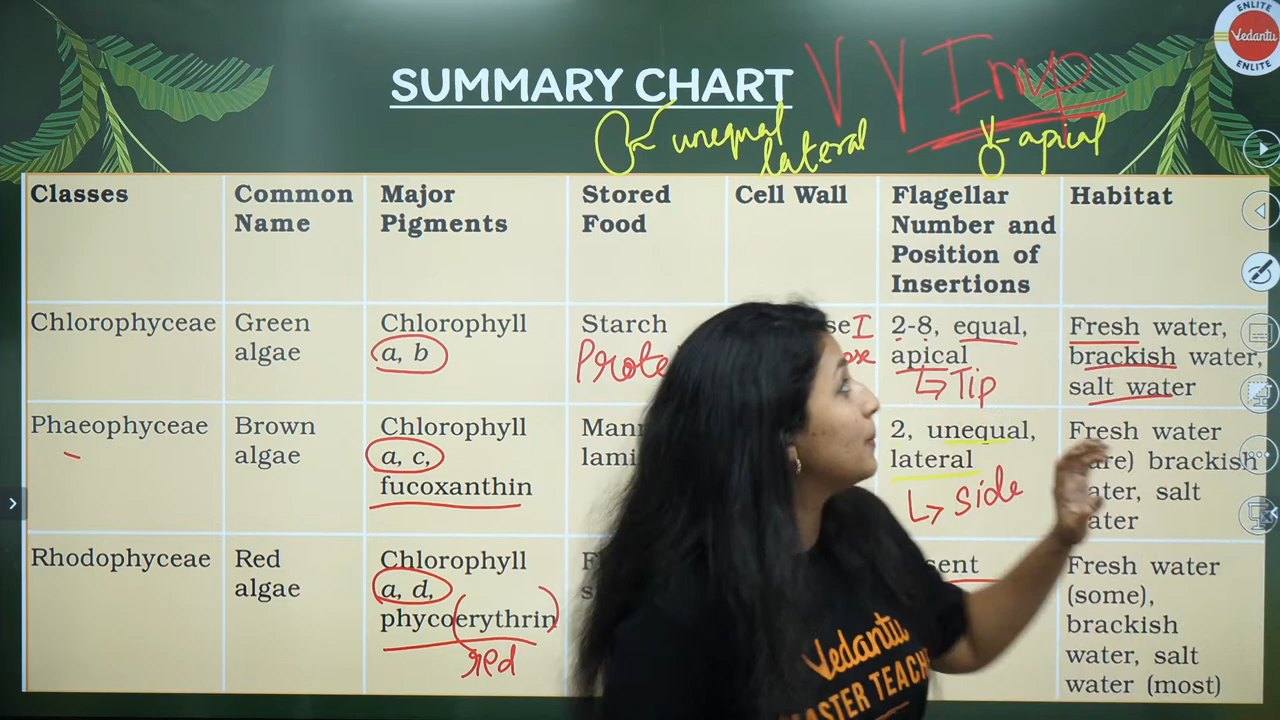 ENLITE
Vedantu
ENLITE
SUMMARY CHART V V Imp
unequal
lateral
apical
Classes
Common
Name
Major
Pigments
Stored
Food
Cell Wall
Flagellar
Number and
Position of
Insertions
Habitat
Chlorophyceae
Green
algae
Chlorophyll
a, b
Starch
2-8, equal,
apical
Tip
Fresh water,
brackish water,
salt water
Phaeophyceae
Brown
algae
Chlorophyll
a, c,
fucoxanthin
2, unequal,
lateral
side
Fresh water
brackish
salt
Rhodophyceae
Red
algae
Chlorophyll
a, d,
phycoerythrin
red
Fresh water
(some),
brackish
water, salt
water (most)
Vedantu
MASTER TEACHER